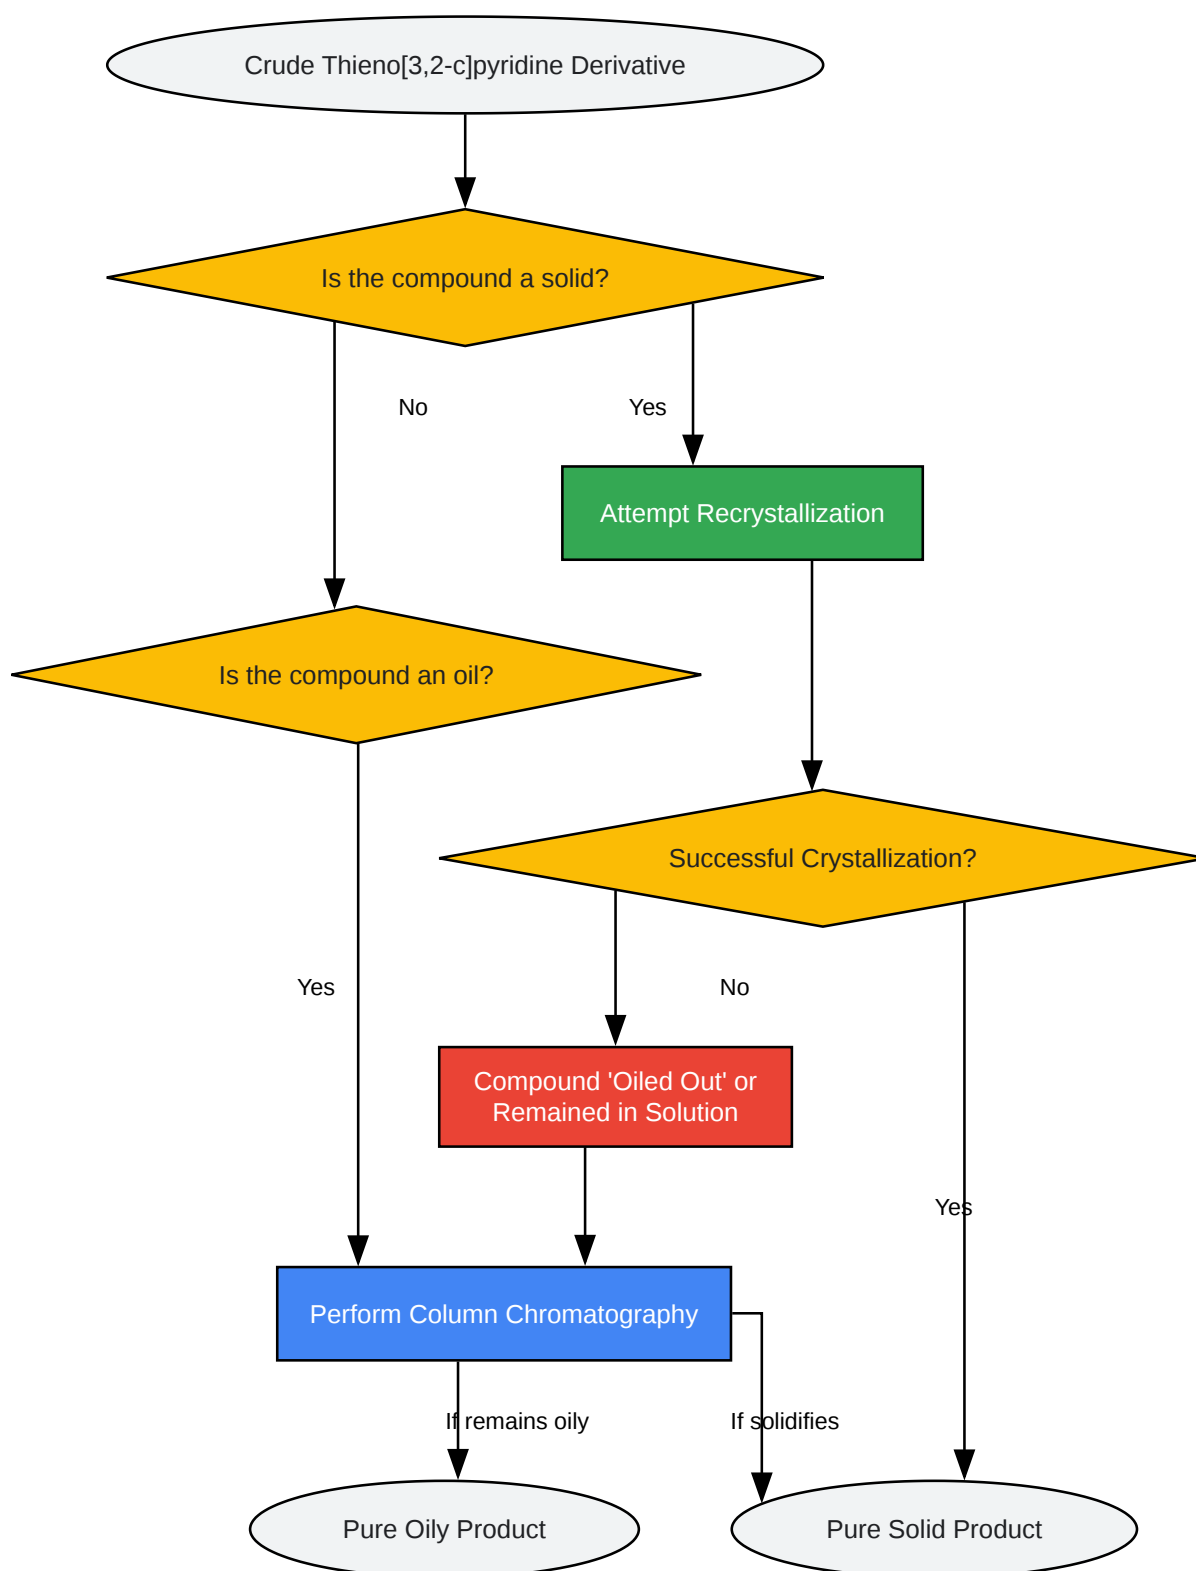 Crude Thieno[3,2-c]pyridine Derivative
Is the compound a solid?
No
Yes
Attempt Recrystallization
Is the compound an oil?
Successful Crystallization?
Yes
No
Compound 'Oiled Out' or
Remained in Solution
Yes
Perform Column Chromatography
If remains oily
If solidifies
Pure Oily Product
Pure Solid Product